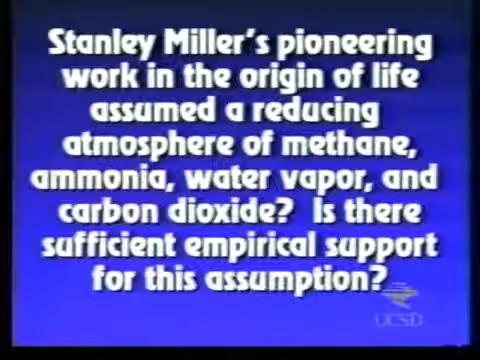 Stanley Miller's pioneering
work in the origin of life
assumed a reducing
atmosphere of methane,
ammonia, water vapor, and
carbon dioxide? Is there
sufficient empirical support
for this assumption?
UCSD